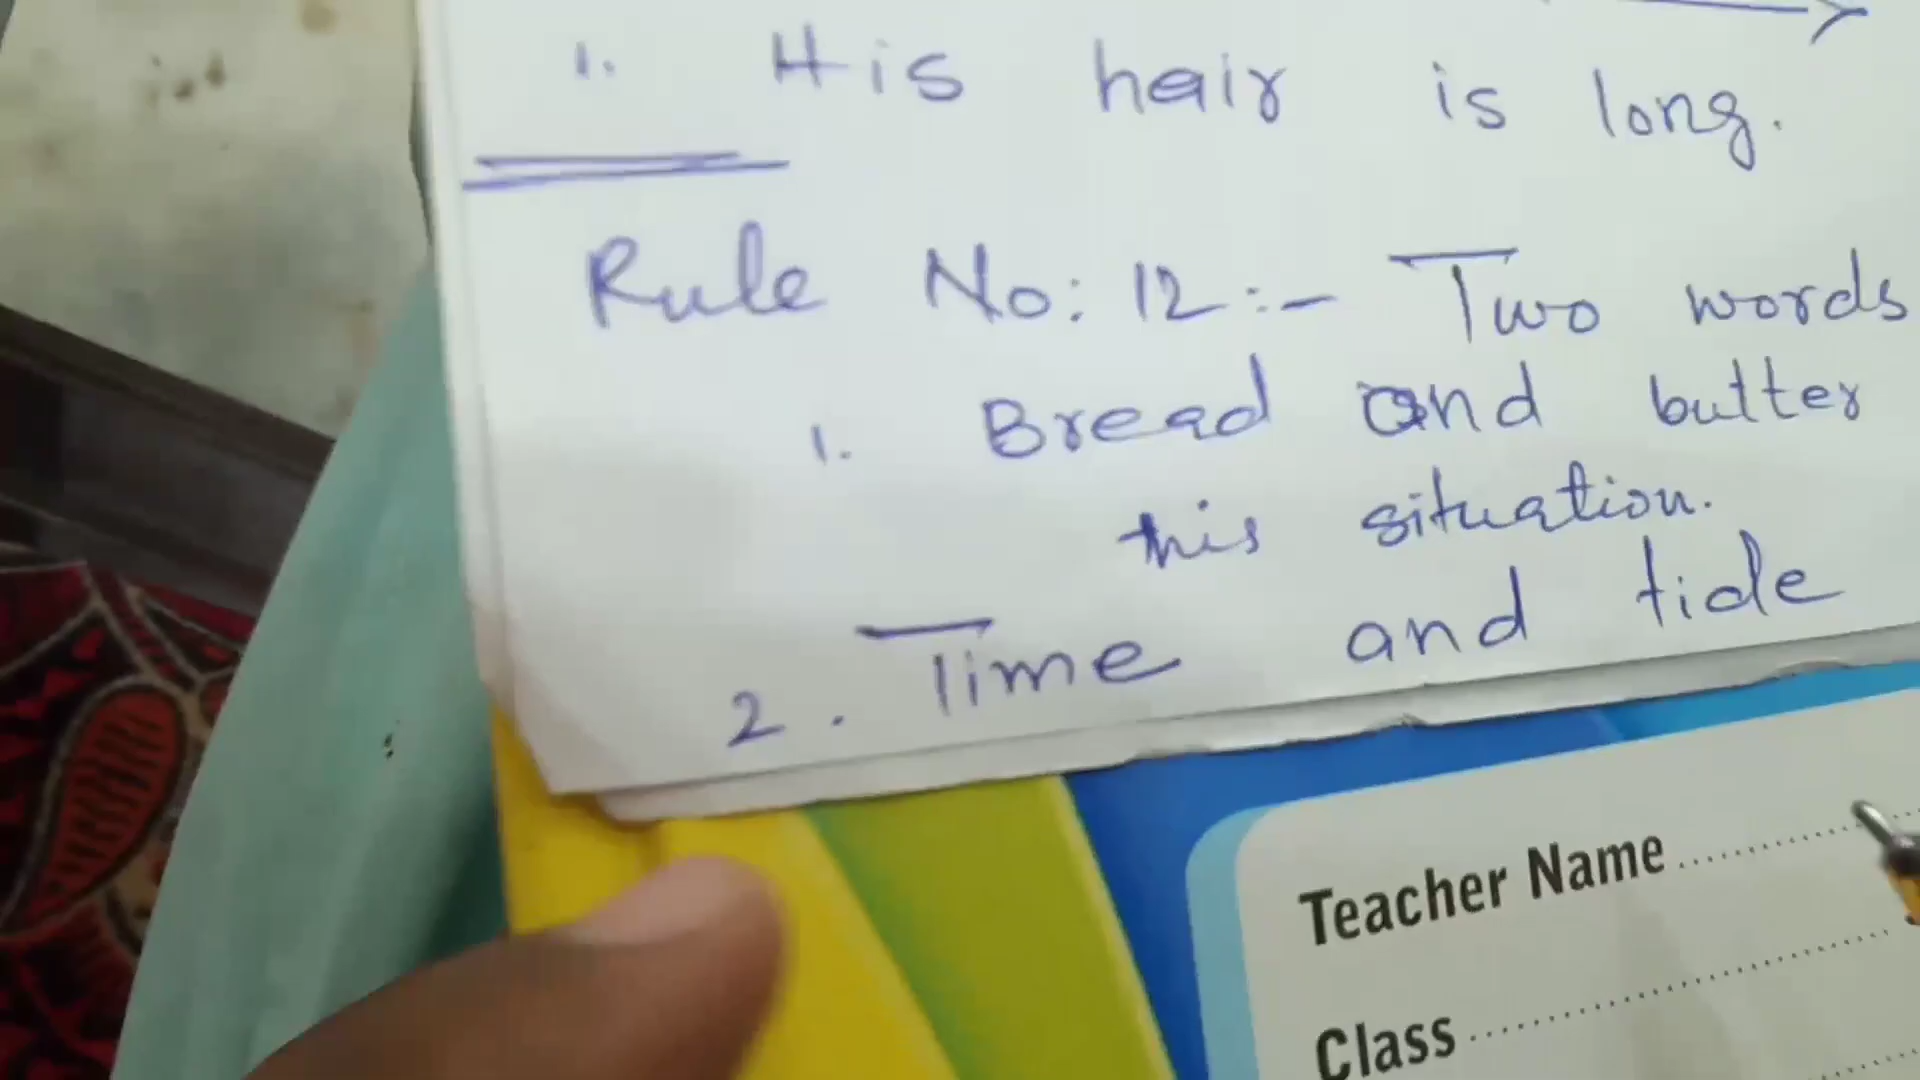 1. His hair is long.
Rule No: 12 :- Two words
1. Bread and butter
this situation.
2. Time and tide
Teacher Name
Class